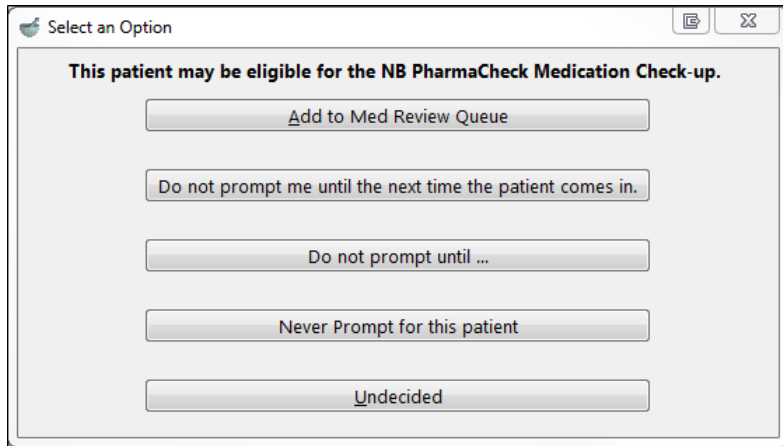 Select an Option
This patient may be eligible for the NB PharmaCheck Medication Check-up.
Add to Med Review Queue
Do not prompt me until the next time the patient comes in.
Do not prompt until ...
Never Prompt for this patient
Undecided